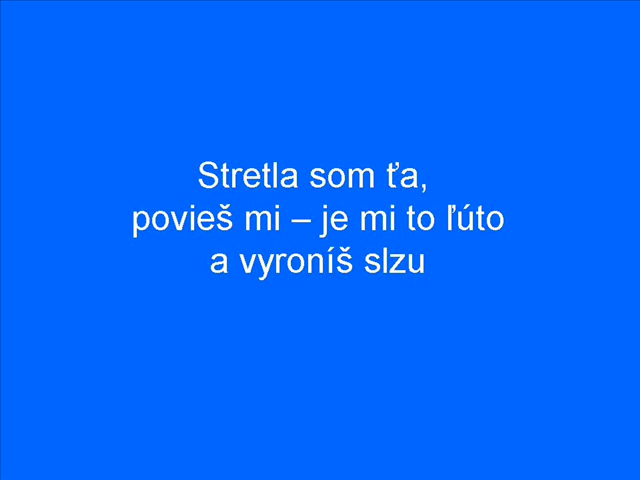 Stretla som ťa,
povieš mi – je mi to ľúto
a vyroníš slzu